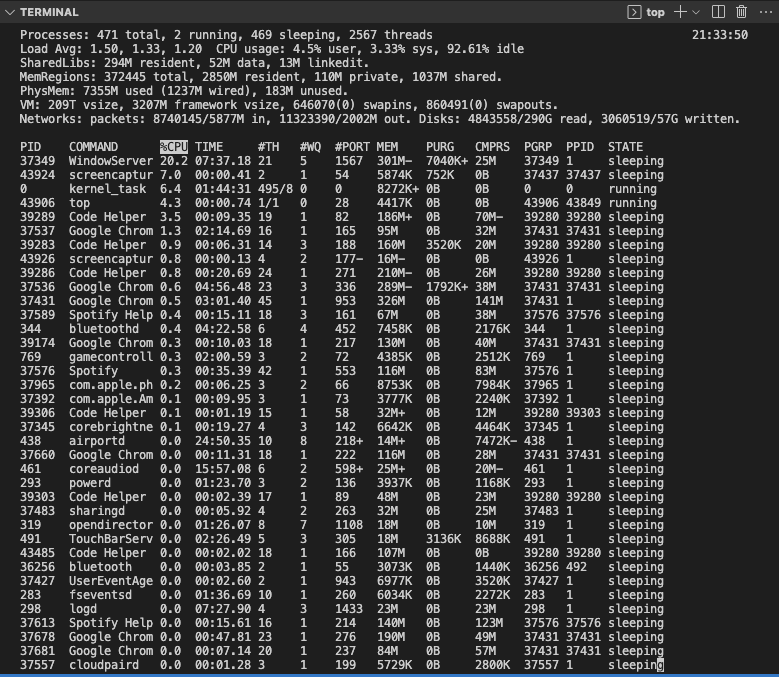 TERMINAL
top
Processes: 471 total, 2 running, 469 sleeping, 2567 threads 21:33:50
Load Avg: 1.50, 1.33, 1.20 CPU usage: 4.5% user, 3.33% sys, 92.61% idle
SharedLibs: 294M resident, 52M data, 13M linkedit.
MemRegions: 372445 total, 2850M resident, 110M private, 1037M shared.
PhysMem: 7355M used (1237M wired), 183M unused.
VM: 209T vsize, 3207M framework vsize, 646070(0) swapins, 860491(0) swapouts.
Networks: packets: 8740145/5877M in, 11323390/2002M out. Disks: 4843558/290G read, 3060519/57G written.
PID COMMAND %CPU TIME #TH #WQ #PORT MEM PURG CMPRS PGRP PPID STATE
37349 WindowServer 20.2 07:37.18 21 5 1567 301M- 7040K+ 25M 37349 1 sleeping
43924 screencaptur 7.0 00:00.41 2 1 54 5874K 752K 0B 37437 37437 sleeping
0 kernel_task 6.4 01:44:31 495/8 0 0 8272K+ 0B 0B 0 0 running
43906 top 4.3 00:00.74 1/1 0 28 4417K 0B 0B 43906 43849 running
39289 Code Helper 3.5 00:09.35 19 1 82 186M+ 0B 70M- 39280 39280 sleeping
37537 Google Chrom 1.3 02:14.69 16 1 165 95M 0B 32M 37431 37431 sleeping
39283 Code Helper 0.9 00:06.31 14 3 188 160M 3520K 20M 39280 39280 sleeping
43926 screencaptur 0.8 00:00.13 4 2 177- 16M- 0B 0B 43926 1 sleeping
39286 Code Helper 0.8 00:20.69 24 1 271 210M- 0B 26M 39280 39280 sleeping
37536 Google Chrom 0.6 04:56.48 23 3 336 289M- 1792K+ 38M 37431 37431 sleeping
37431 Google Chrom 0.5 03:01.40 45 1 953 326M 0B 141M 37431 1 sleeping
37589 Spotify Help 0.4 00:15.11 18 3 161 67M 0B 38M 37576 37576 sleeping
344 bluetoothd 0.4 04:22.58 6 4 452 7458K 0B 2176K 344 1 sleeping
39174 Google Chrom 0.3 00:10.03 18 1 217 130M 0B 40M 37431 37431 sleeping
769 gamecontroll 0.3 02:00.59 3 2 72 4385K 0B 2512K 769 1 sleeping
37576 Spotify 0.3 00:35.39 42 1 553 116M 0B 83M 37576 1 sleeping
37965 com.apple.ph 0.2 00:06.25 3 2 66 8753K 0B 7984K 37965 1 sleeping
37392 com.apple.Am 0.1 00:09.95 3 1 73 3777K 0B 2240K 37392 1 sleeping
39306 Code Helper 0.1 00:01.19 15 1 58 32M+ 0B 12M 39280 39303 sleeping
37345 corebrightne 0.1 00:19.27 4 3 142 6642K 0B 4464K 37345 1 sleeping
438 airportd 0.0 24:50.35 10 8 218+ 14M+ 0B 7472K- 438 1 sleeping
37660 Google Chrom 0.0 00:11.31 18 1 222 116M 0B 28M 37431 37431 sleeping
461 coreaudiod 0.0 15:57.08 6 2 598+ 25M+ 0B 20M- 461 1 sleeping
293 powerd 0.0 01:23.70 3 2 136 3937K 0B 1168K 293 1 sleeping
39303 Code Helper 0.0 00:02.39 17 1 89 48M 0B 23M 39280 39280 sleeping
37483 sharingd 0.0 00:05.92 4 2 263 32M 0B 25M 37483 1 sleeping
319 opendirector 0.0 01:26.07 8 7 1108 18M 0B 10M 319 1 sleeping
491 TouchBarServ 0.0 02:26.49 5 3 305 18M 3136K 8688K 491 1 sleeping
43485 Code Helper 0.0 00:02.02 18 1 166 107M 0B 0B 39280 39280 sleeping
36256 bluetooth 0.0 00:03.85 2 1 55 3073K 0B 1440K 36256 492 sleeping
37427 UserEventAge 0.0 00:02.60 2 1 943 6977K 0B 3520K 37427 1 sleeping
283 fseventsd 0.0 01:36.69 10 1 260 6034K 0B 2272K 283 1 sleeping
298 logd 0.0 07:27.90 4 3 1433 23M 0B 23M 298 1 sleeping
37613 Spotify Help 0.0 00:15.61 16 1 214 140M 0B 123M 37576 37576 sleeping
37678 Google Chrom 0.0 00:47.81 23 1 276 190M 0B 49M 37431 37431 sleeping
37681 Google Chrom 0.0 00:07.14 20 1 237 84M 0B 57M 37431 37431 sleeping
37557 cloudpaird 0.0 00:01.28 3 1 199 5729K 0B 2800K 37557 1 sleeping